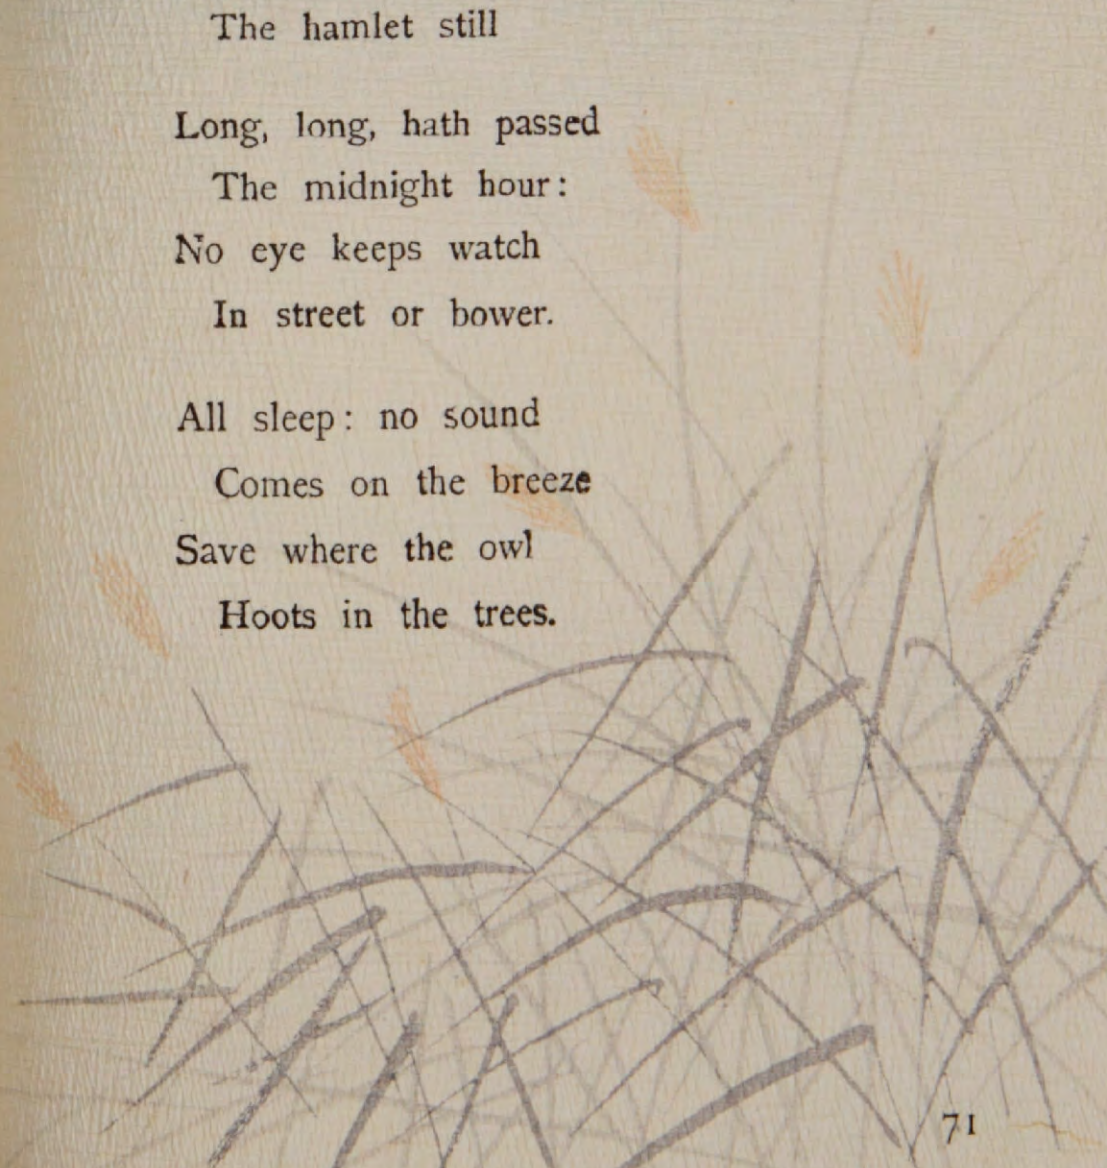 The hamlet still
Long, long, hath passed
The midnight hour:
No eye keeps watch
In street or bower.
All sleep: no sound
Comes on the breeze
Save where the owl
Hoots in the trees.
71